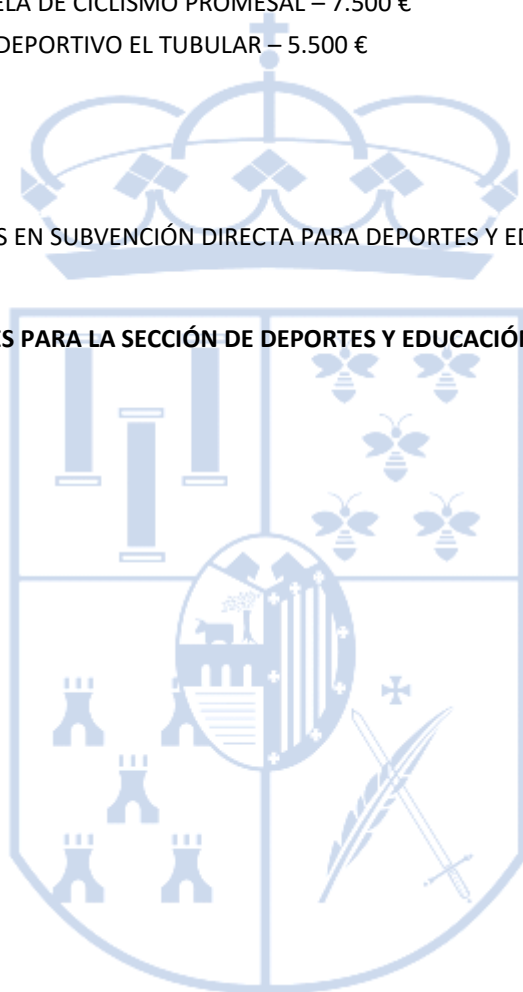 ELA DE CICLISMO PROMESAL – 7.500 €
DEPORTIVO EL TUBULAR – 5.500 €
S EN SUBVENCIÓN DIRECTA PARA DEPORTES Y ED
ES PARA LA SECCIÓN DE DEPORTES Y EDUCACIÓN